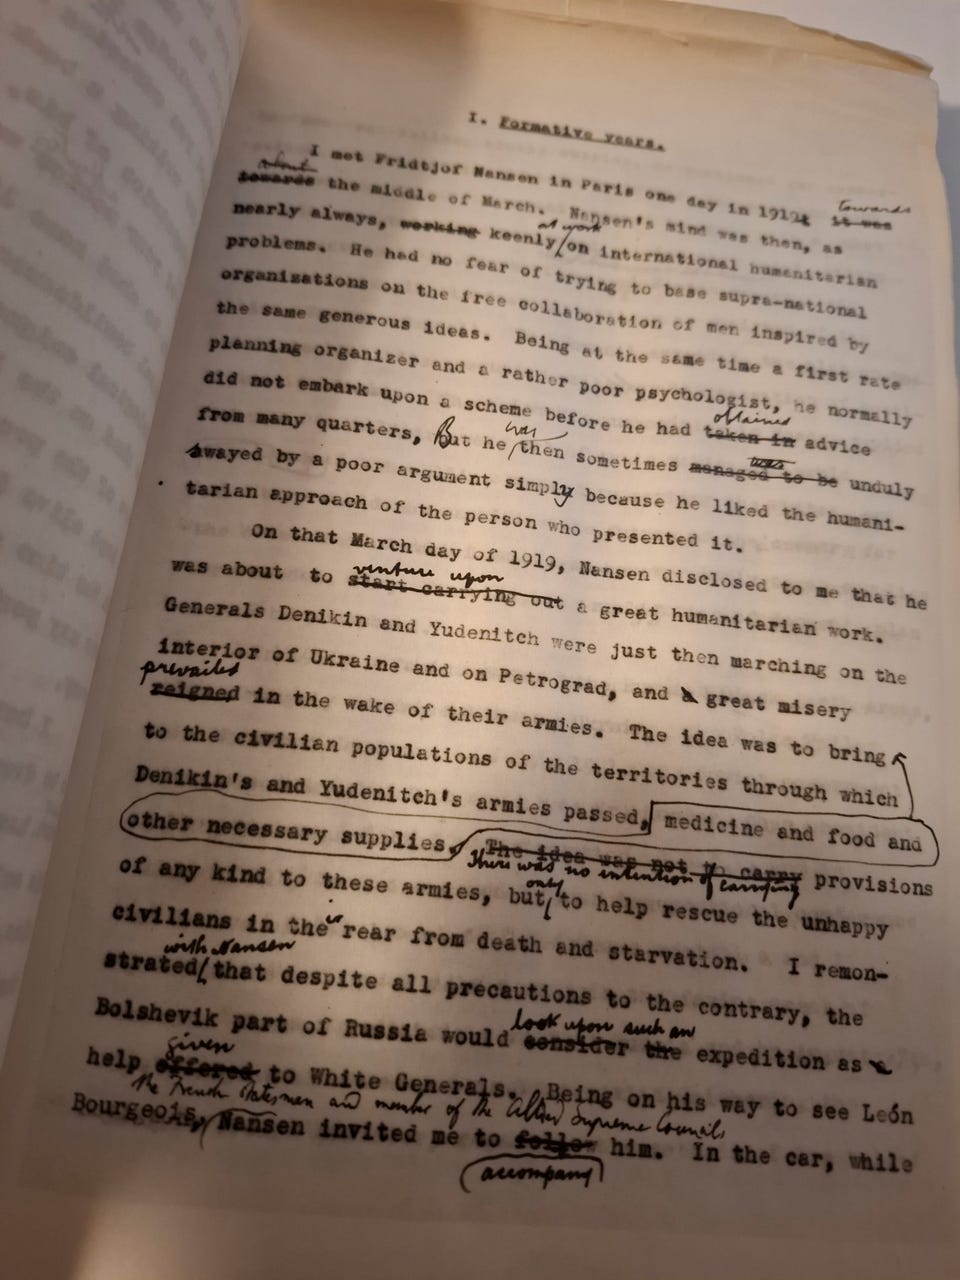 I. Formative years.
I met Fridtjof Nansen in Paris one day in 1919, it was towards
towards about the middle of March. Nansen's mind was then, as
nearly always, working keenly at work on international humanitarian
problems. He had no fear of trying to base supra-national
organizations on the free collaboration of men inspired by
the same generous ideas. Being at the same time a first rate
planning organizer and a rather poor psychologist, he normally
did not embark upon a scheme before he had taken in obtained advice
from many quarters, But he was then sometimes managed to be unduly
swayed by a poor argument simply because he liked the humani-
tarian approach of the person who presented it.
On that March day of 1919, Nansen disclosed to me that he
was about to start carrying out venture upon a great humanitarian work.
Generals Denikin and Yudenitch were just then marching on the
interior of Ukraine and on Petrograd, and a great misery
reigned prevailed in the wake of their armies. The idea was to bring
to the civilian populations of the territories through which
Denikin's and Yudenitch's armies passed, medicine and food and
other necessary supplies. The idea was not to carry There was no intention of carrying provisions
of any kind to these armies, but only to help rescue the unhappy
civilians in their rear from death and starvation. I remon-
strated with Nansen that despite all precautions to the contrary, the
Bolshevik part of Russia would consider the look upon such an expedition as a
help offered given to White Generals. Being on his way to see León
Bourgeois, the French statesman and member of the Allied Supreme Councils Nansen invited me to follow accompany him. In the car, while